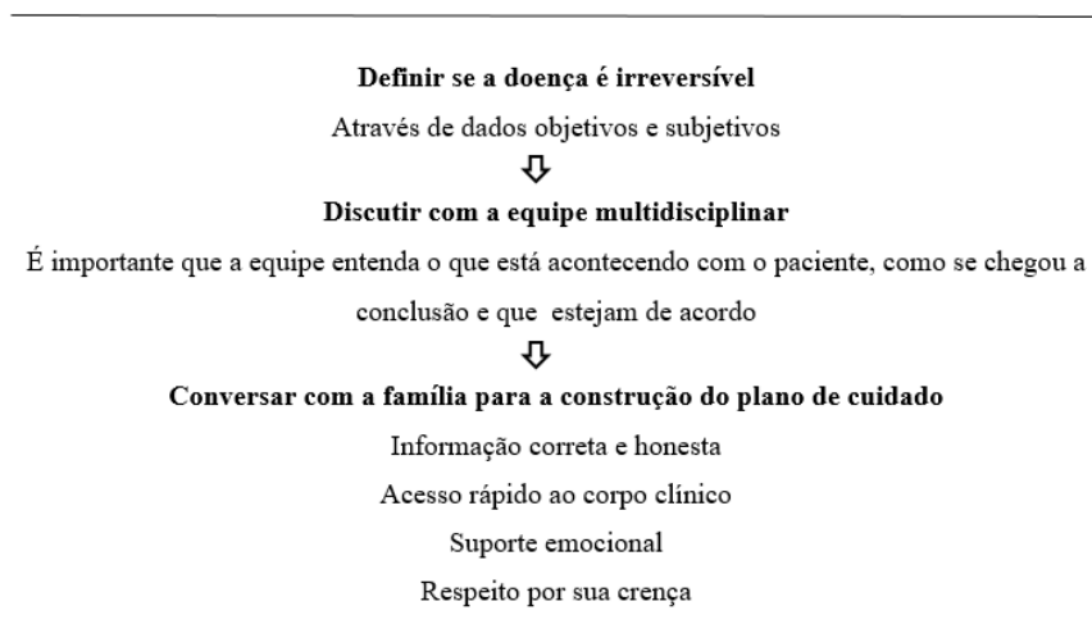 Definir se a doença é irreversível
Através de dados objetivos e subjetivos
Discutir com a equipe multidisciplinar
É importante que a equipe entenda o que está acontecendo com o paciente, como se chegou a
conclusão e que estejam de acordo
Conversar com a família para a construção do plano de cuidado
Informação correta e honesta
Acesso rápido ao corpo clínico
Suporte emocional
Respeito por sua crença